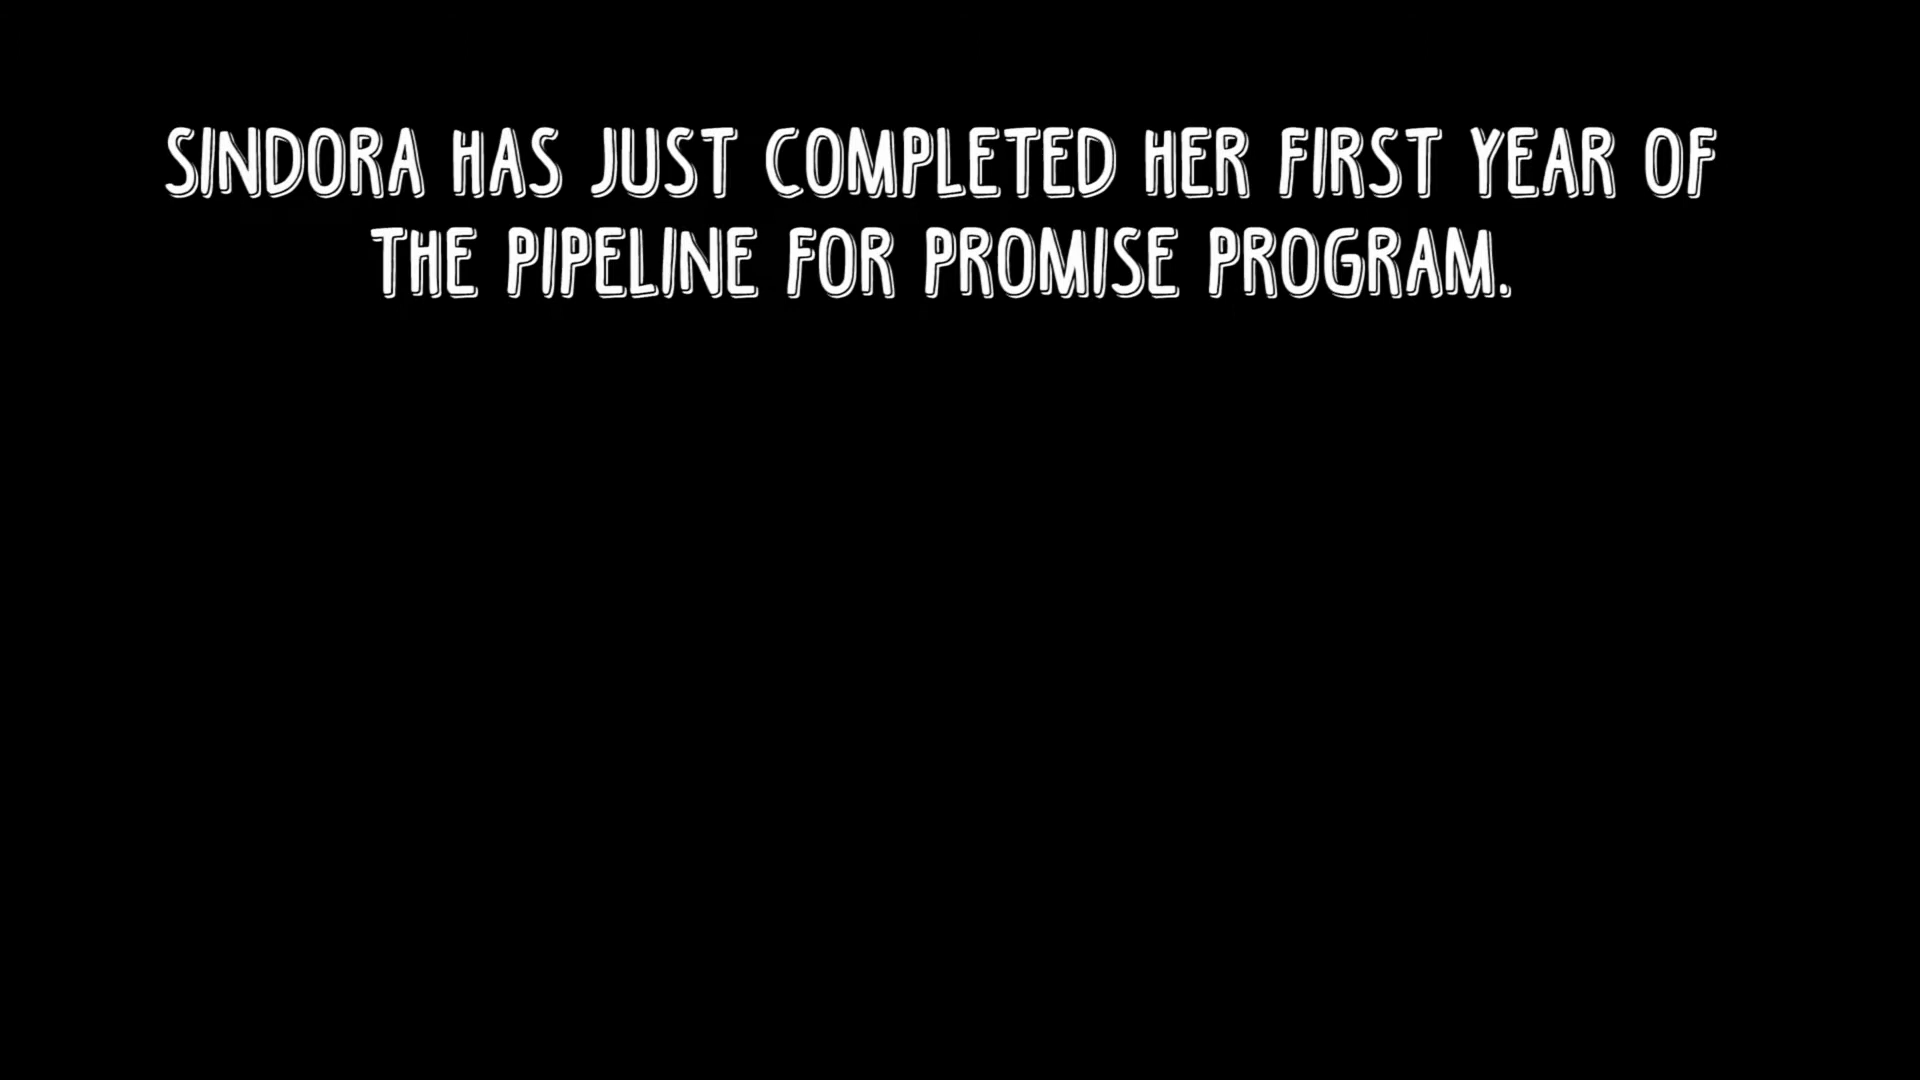 SINDORA HAS JUST COMPLETED HER FIRST YEAR OF
THE PIPELINE FOR PROMISE PROGRAM.